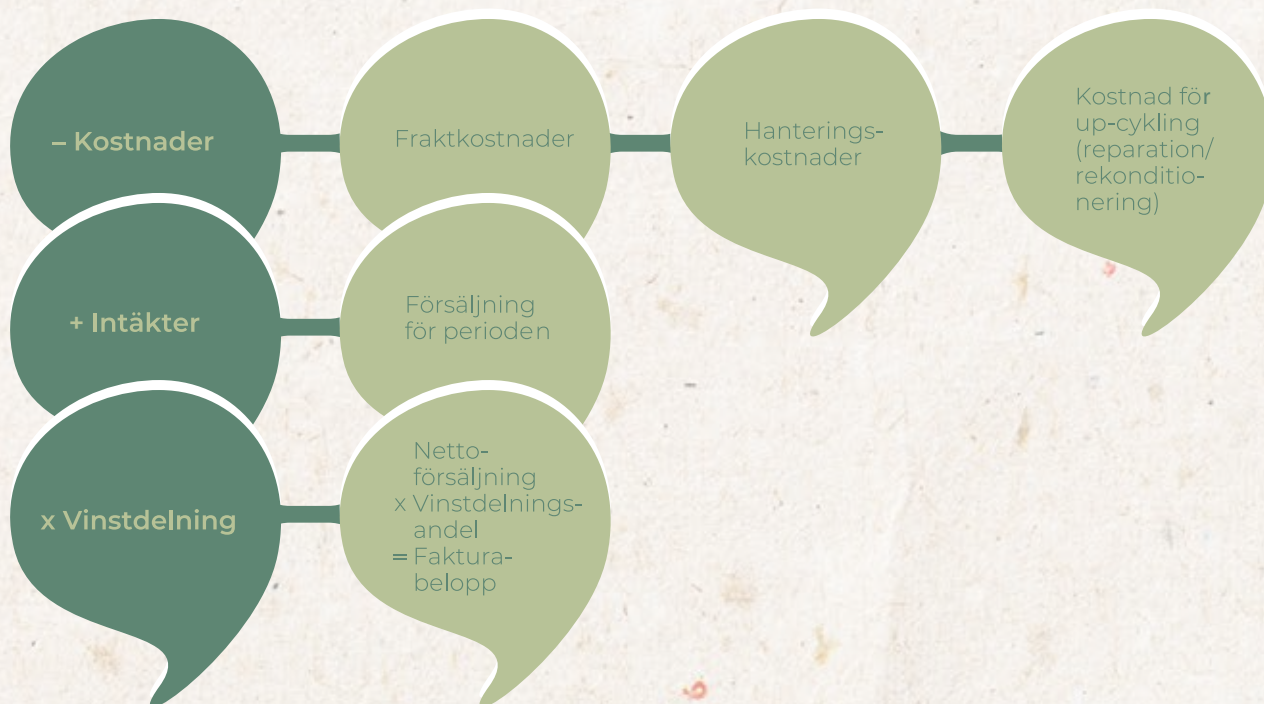 – Kostnader
Fraktkostnader
Hanterings-
kostnader
Kostnad för
up-cykling
(reparation/
rekonditio-
nering)
+ Intäkter
Försäljning
för perioden
x Vinstdelning
Netto-
försäljning
x Vinstdelnings-
andel
= Faktura-
belopp